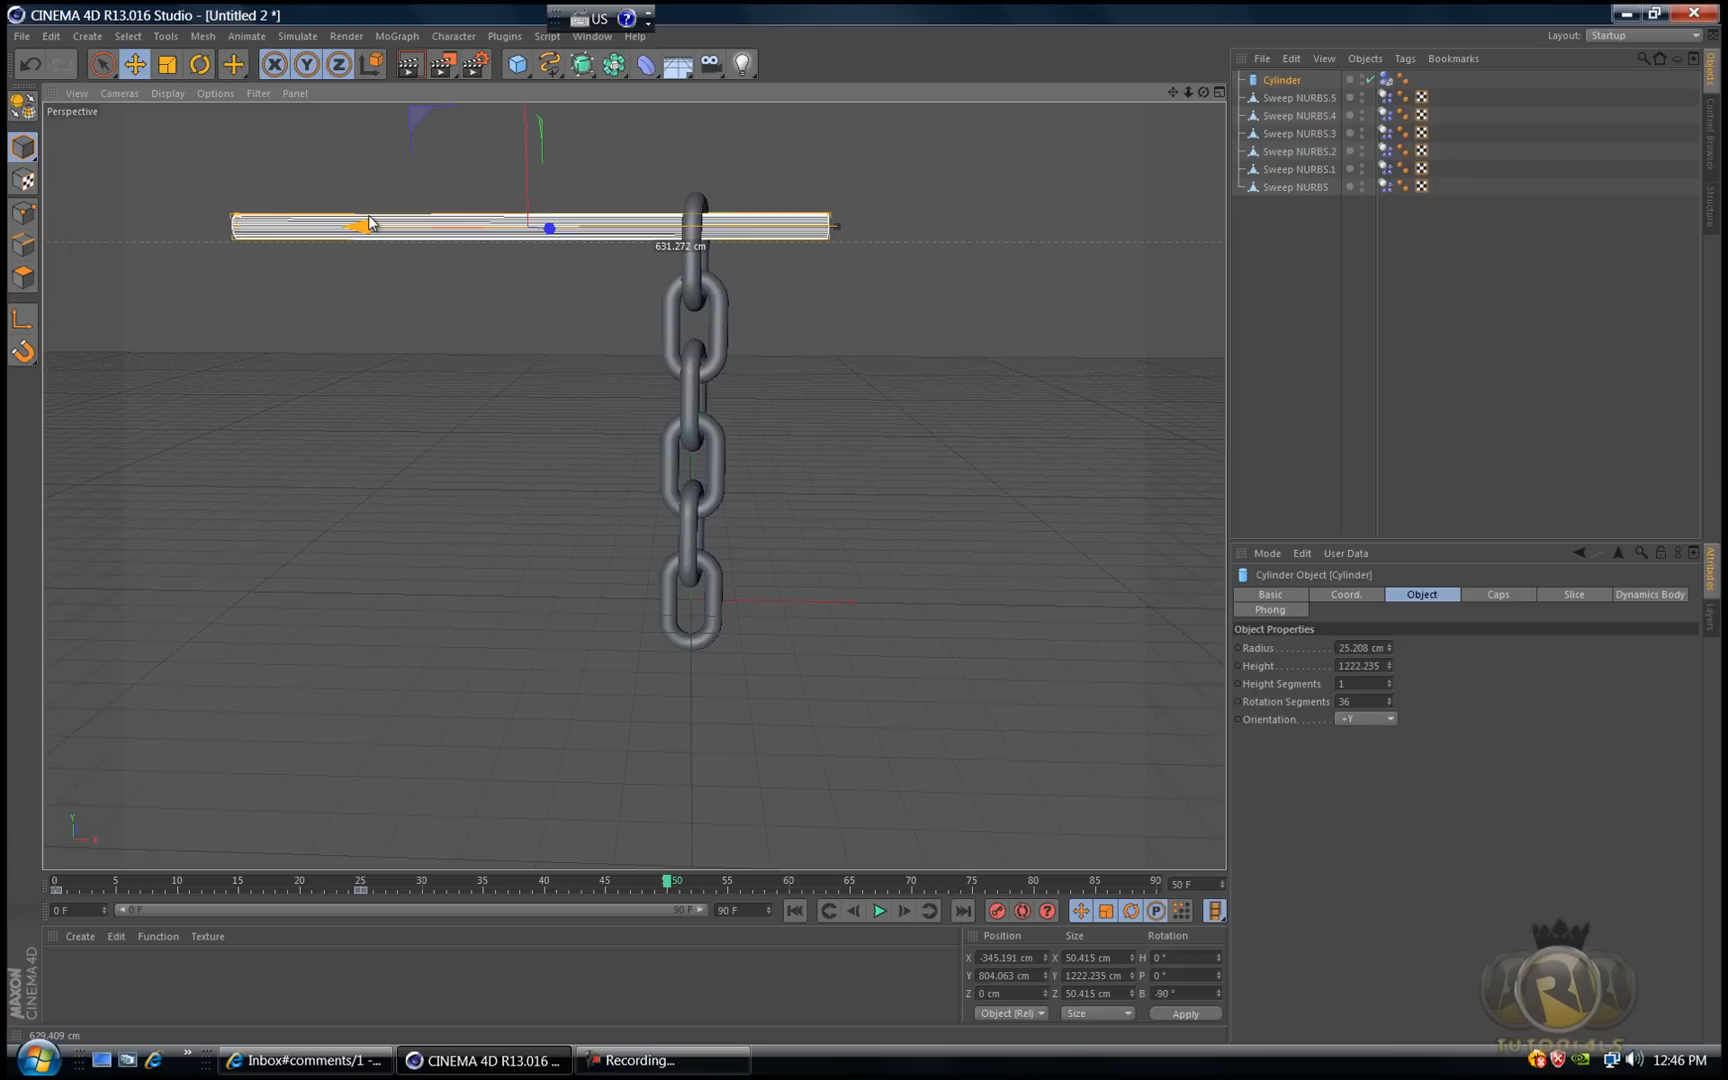 CINEMA 4D R13.016 Studio - [Untitled 2 *]
US
File Edit Create Select Tools Mesh Animate Simulate Render MoGraph Character Plugins Script Window Help
Layout: Startup
X Y Z
File Edit View Objects Tags Bookmarks
View Cameras Display Options Filter Panel
Perspective
Cylinder
Sweep NURBS.5
Sweep NURBS.4
Sweep NURBS.3
Sweep NURBS.2
Sweep NURBS.1
Sweep NURBS
Objects
Content Browser
Structure
631.272 cm
Mode Edit User Data
Cylinder Object [Cylinder]
Basic Coord. Object Caps Slice Dynamics Body
Phong
Object Properties
Radius 25.208 cm
Height 1222.235
Height Segments 1
Rotation Segments 36
Orientation +Y
Attributes
Layers
Y
X
0 5 10 15 20 25 30 35 40 45 50 55 60 65 70 75 80 85 90
50 F
0 F
0 F
90 F
90 F
P
Create Edit Function Texture
Position Size Rotation
X -345.191 cm X 50.415 cm H 0 °
Y 804.063 cm Y 1222.235 cm P 0 °
Z 0 cm Z 50.415 cm B -90 °
Object (Rel) Size Apply
MAXON
CINEMA 4D
629.409 cm
R
TUTOR14LS
Inbox#comments/1 -...
CINEMA 4D R13.016 ...
Recording...
12:46 PM